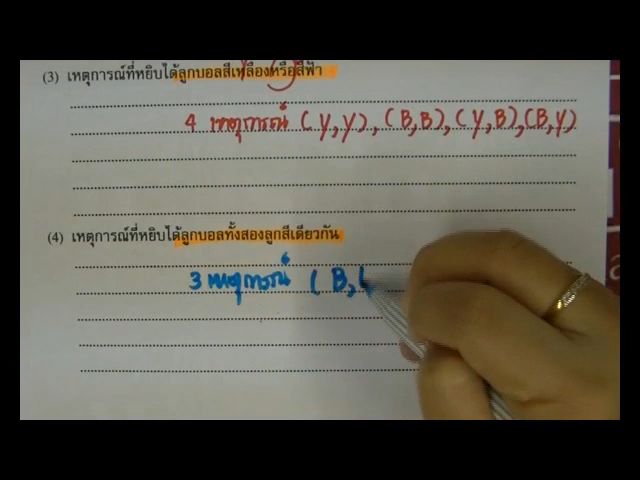 (3) เหตุการณ์ที่หยิบได้ลูกบอลสีเหลืองหรือสีฟ้า
4 เหตุการณ์ (Y,Y), (B,B), (Y,B), (B,Y)
(4) เหตุการณ์ที่หยิบได้ลูกบอลทั้งสองลูกสีเดียวกัน
3 เหตุการณ์ (B,